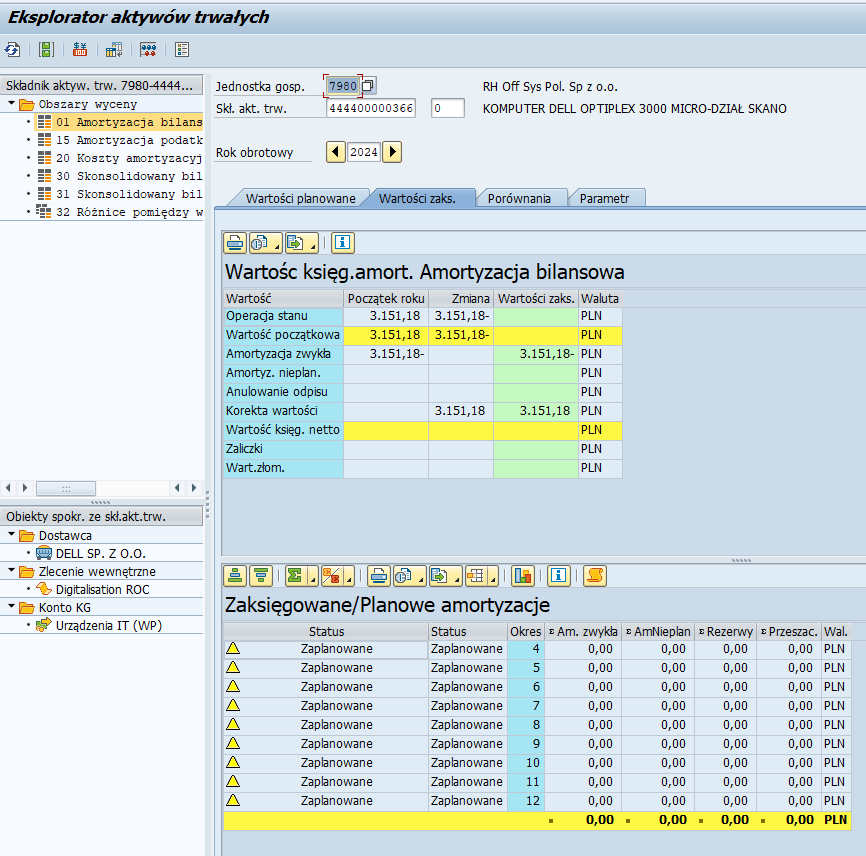 Eksplorator aktywów trwałych
Składnik aktyw. trw. 7980-4444...
Obszary wyceny
01 Amortyzacja bilans
15 Amortyzacja podatk
20 Koszty amortyzacyj
30 Skonsolidowany bil
31 Skonsolidowany bil
32 Różnice pomiędzy w
Obiekty spokr. ze skł.akt.trw.
Dostawca
DELL SP. Z O.O.
Zlecenie wewnętrzne
Digitalisation ROC
Konto KG
Urządzenia IT (WP)
Jednostka gosp. 7980 RH Off Sys Pol. Sp z o.o.
Skł. akt. trw. 444400000366 0 KOMPUTER DELL OPTIPLEX 3000 MICRO-DZIAŁ SKANO
Rok obrotowy 2024
Wartości planowane Wartości zaks. Porównania Parametr
Wartośc księg.amort. Amortyzacja bilansowa
Wartość Początek roku Zmiana Wartości zaks. Waluta
Operacja stanu 3.151,18 3.151,18- PLN
Wartość początkowa 3.151,18 3.151,18- PLN
Amortyzacja zwykła 3.151,18- 3.151,18- PLN
Amortyz. nieplan. PLN
Anulowanie odpisu PLN
Korekta wartości 3.151,18 3.151,18 PLN
Wartość księg. netto PLN
Zaliczki PLN
Wart.złom. PLN
Zaksięgowane/Planowe amortyzacje
Status Status Okres Σ Am. zwykła Σ AmNieplan Σ Rezerwy Σ Przeszac. Wal.
Zaplanowane Zaplanowane 4 0,00 0,00 0,00 0,00 PLN
Zaplanowane Zaplanowane 5 0,00 0,00 0,00 0,00 PLN
Zaplanowane Zaplanowane 6 0,00 0,00 0,00 0,00 PLN
Zaplanowane Zaplanowane 7 0,00 0,00 0,00 0,00 PLN
Zaplanowane Zaplanowane 8 0,00 0,00 0,00 0,00 PLN
Zaplanowane Zaplanowane 9 0,00 0,00 0,00 0,00 PLN
Zaplanowane Zaplanowane 10 0,00 0,00 0,00 0,00 PLN
Zaplanowane Zaplanowane 11 0,00 0,00 0,00 0,00 PLN
Zaplanowane Zaplanowane 12 0,00 0,00 0,00 0,00 PLN
0,00 0,00 0,00 0,00 PLN